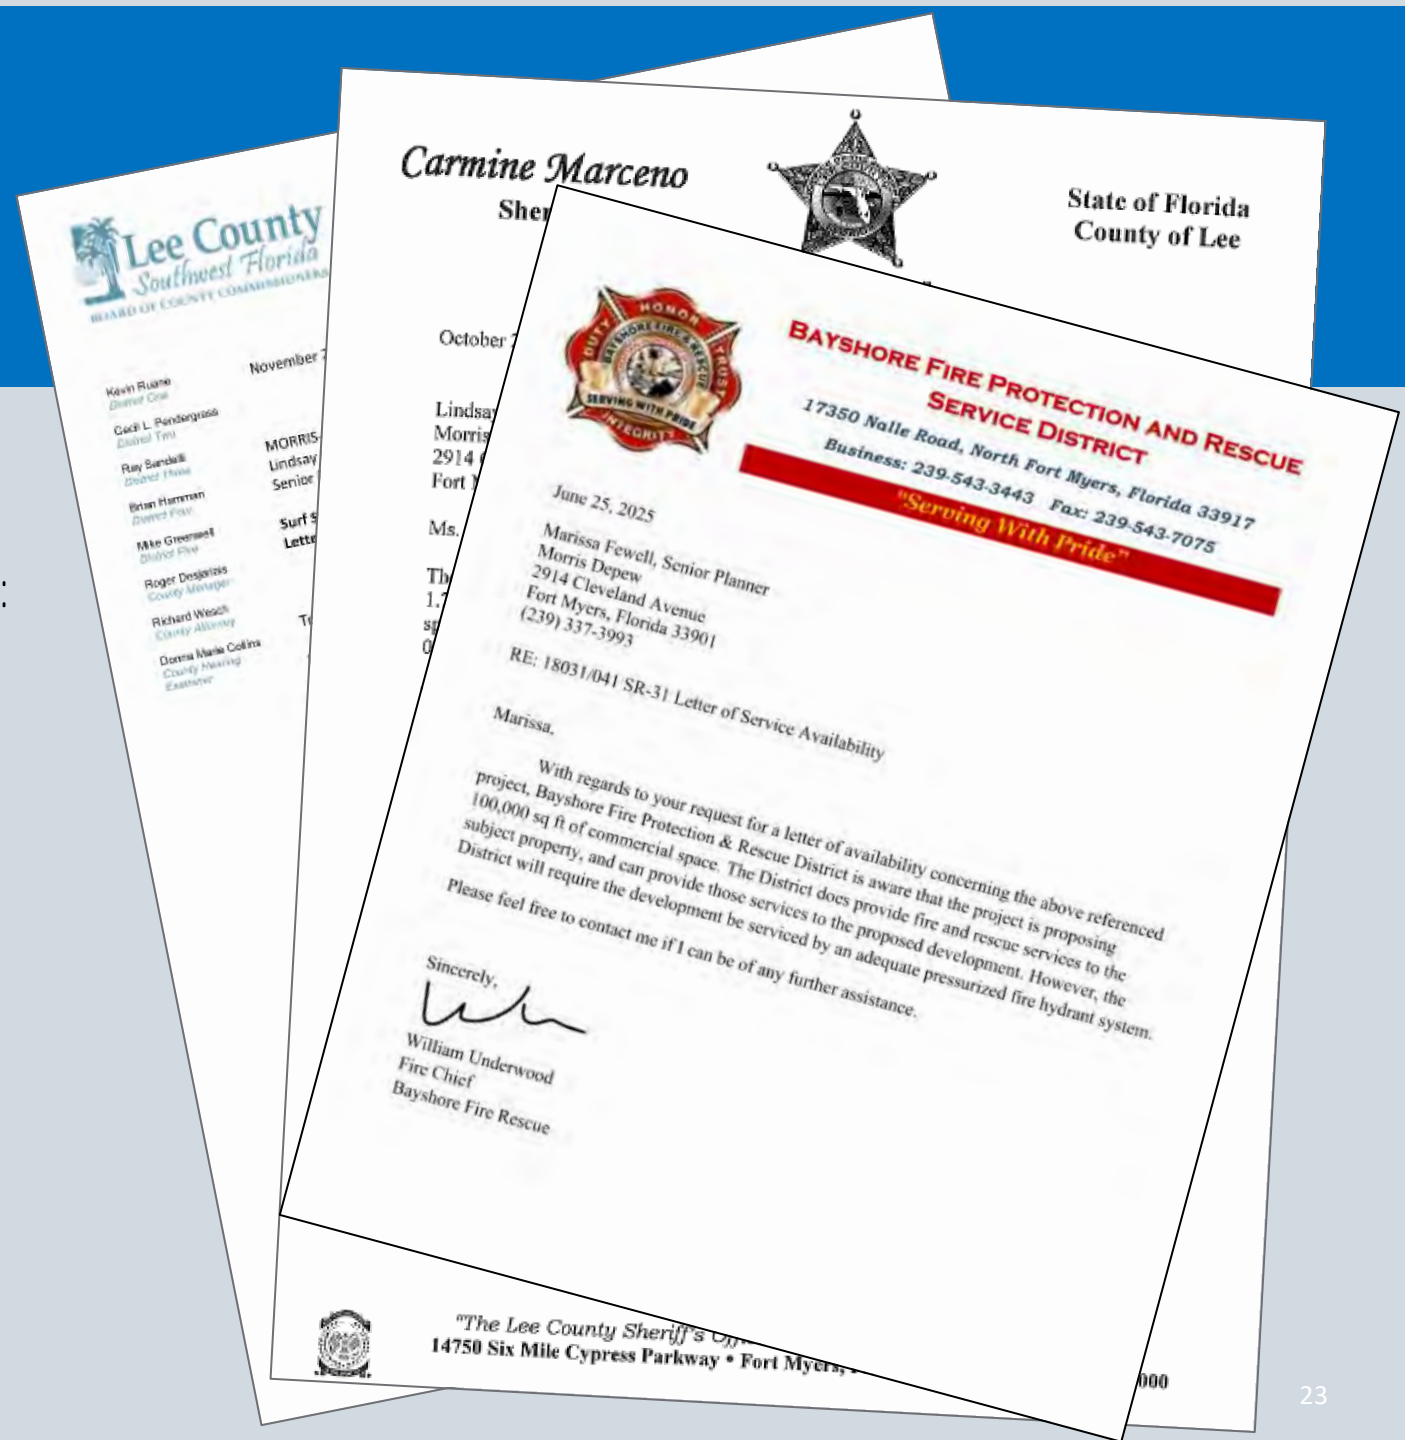 Lee County
Southwest Florida
BOARD OF COUNTY COMMISSIONERS
Kevin Ruane
District One
Cecil L. Pendergrass
District Two
Ray Sandelli
District Three
Brian Hamman
District Four
Mike Greenwell
District Five
Roger Desjarlais
County Manager
Richard Wesch
County Attorney
Donna Marie Collins
County Hearing
Examiner
November
MORRIS-
Lindsay
Senior
Surf S
Lette
Carmine Marceno
Sher
State of Florida
County of Lee
October
Lindsa
Morris
2914
Fort
Ms.
Th
1.
sp
0
"The Lee County Sheriff's Off
14750 Six Mile Cypress Parkway • Fort Myers,
000
DUTY HONOR TRUST
BAYSHORE FIRE & RESCUE
SERVING WITH PRIDE
INTEGRITY
BAYSHORE FIRE PROTECTION AND RESCUE
SERVICE DISTRICT
17350 Nalle Road, North Fort Myers, Florida 33917
Business: 239-543-3443 Fax: 239-543-7075
"Serving With Pride"
June 25, 2025
Marissa Fewell, Senior Planner
Morris Depew
2914 Cleveland Avenue
Fort Myers, Florida 33901
(239) 337-3993
RE: 18031/041 SR-31 Letter of Service Availability
Marissa,
With regards to your request for a letter of availability concerning the above referenced
project, Bayshore Fire Protection & Rescue District is aware that the project is proposing
100,000 sq ft of commercial space. The District does provide fire and rescue services to the
subject property, and can provide those services to the proposed development. However, the
District will require the development be serviced by an adequate pressurized fire hydrant system.
Please feel free to contact me if I can be of any further assistance.
Sincerely,
William Underwood
Fire Chief
Bayshore Fire Rescue
23